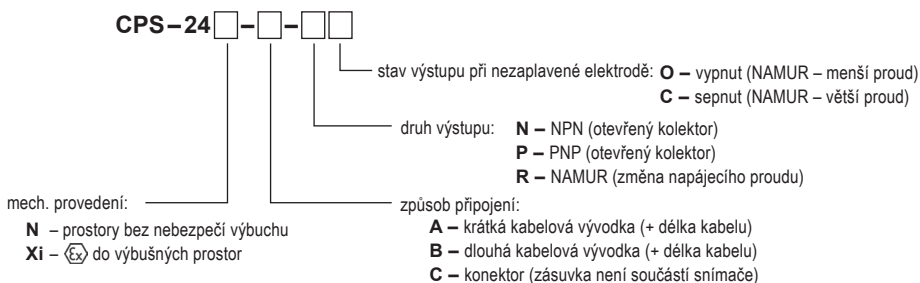 CPS–24 – –
stav výstupu při nezaplavené elektrodě: O – vypnut (NAMUR – menší proud)
C – sepnut (NAMUR – větší proud)
druh výstupu: N – NPN (otevřený kolektor)
P – PNP (otevřený kolektor)
R – NAMUR (změna napájecího proudu)
mech. provedení:
N – prostory bez nebezpečí výbuchu
Xi – Ex do výbušných prostor
způsob připojení:
A – krátká kabelová vývodka (+ délka kabelu)
B – dlouhá kabelová vývodka (+ délka kabelu)
C – konektor (zásuvka není součástí snímače)